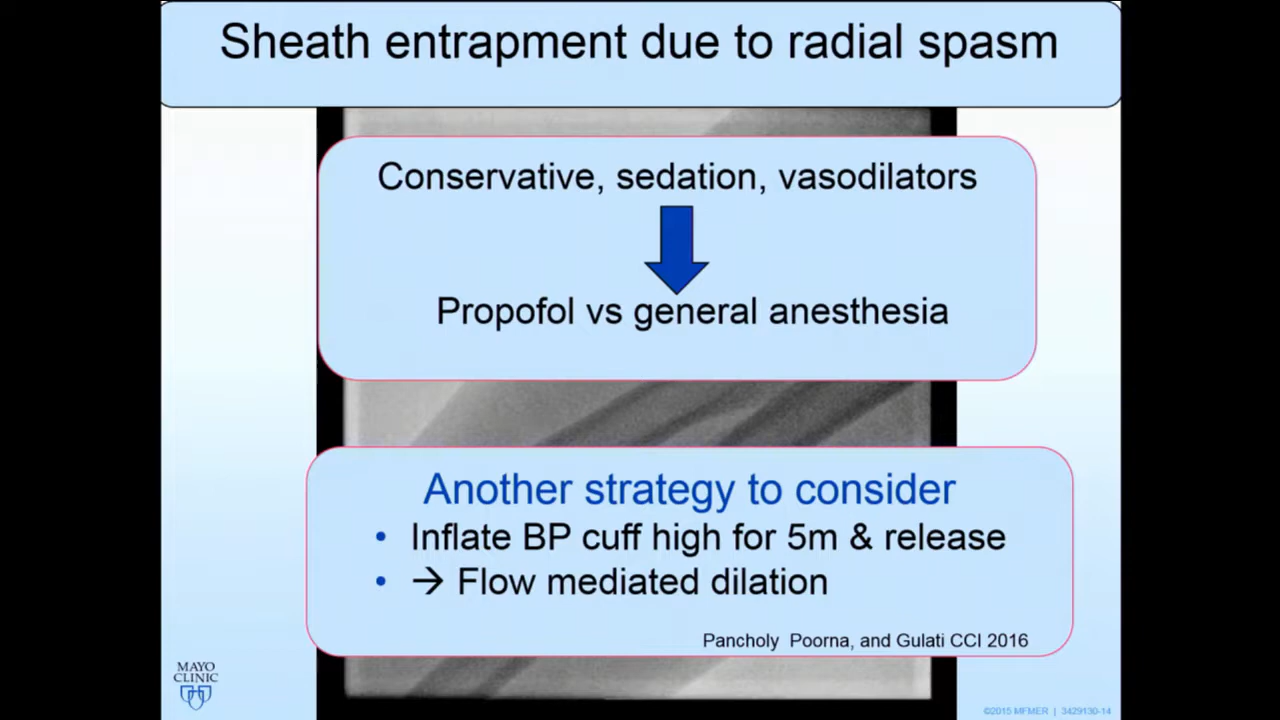 Sheath entrapment due to radial spasm
Conservative, sedation, vasodilators
Propofol vs general anesthesia
Another strategy to consider
• Inflate BP cuff high for 5m & release
• → Flow mediated dilation
Pancholy Poorna, and Gulati CCI 2016
MAYO
CLINIC
©2015 MFMER | 3429130-14